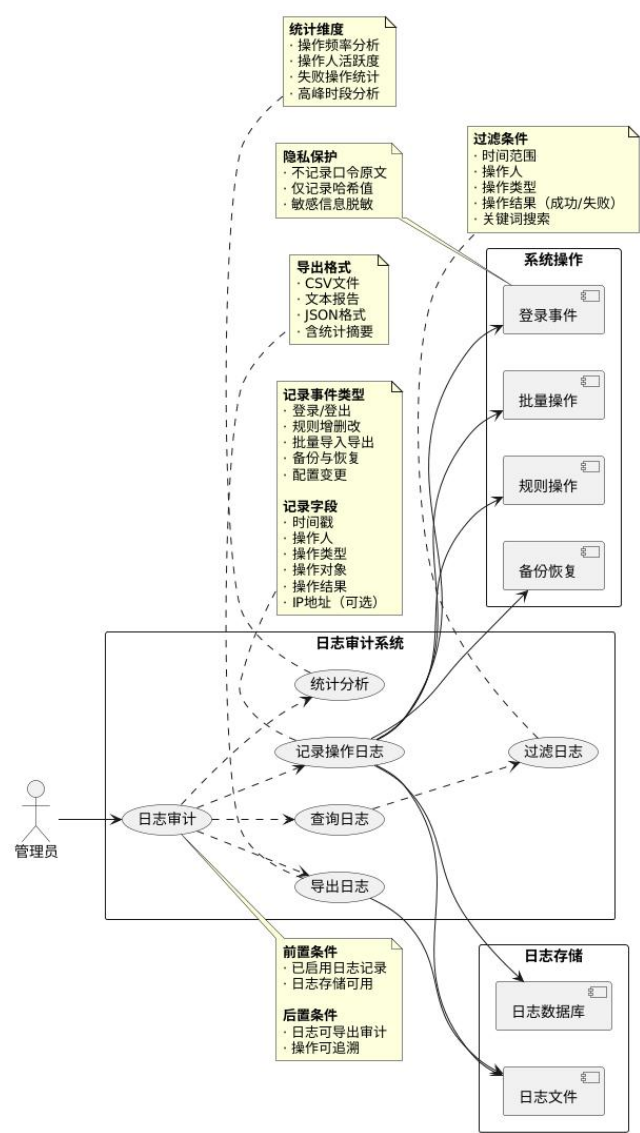 统计维度
· 操作频率分析
· 操作人活跃度
· 失败操作统计
· 高峰时段分析
隐私保护
· 不记录口令原文
· 仅记录哈希值
· 敏感信息脱敏
过滤条件
· 时间范围
· 操作人
· 操作类型
· 操作结果（成功/失败）
· 关键词搜索
导出格式
· CSV文件
· 文本报告
· JSON格式
· 含统计摘要
系统操作
登录事件
批量操作
规则操作
备份恢复
记录事件类型
· 登录/登出
· 规则增删改
· 批量导入导出
· 备份与恢复
· 配置变更
记录字段
· 时间戳
· 操作人
· 操作类型
· 操作对象
· 操作结果
· IP地址（可选）
日志审计系统
统计分析
记录操作日志
过滤日志
管理员
日志审计
查询日志
导出日志
前置条件
· 已启用日志记录
· 日志存储可用
后置条件
· 日志可导出审计
· 操作可追溯
日志存储
日志数据库
日志文件